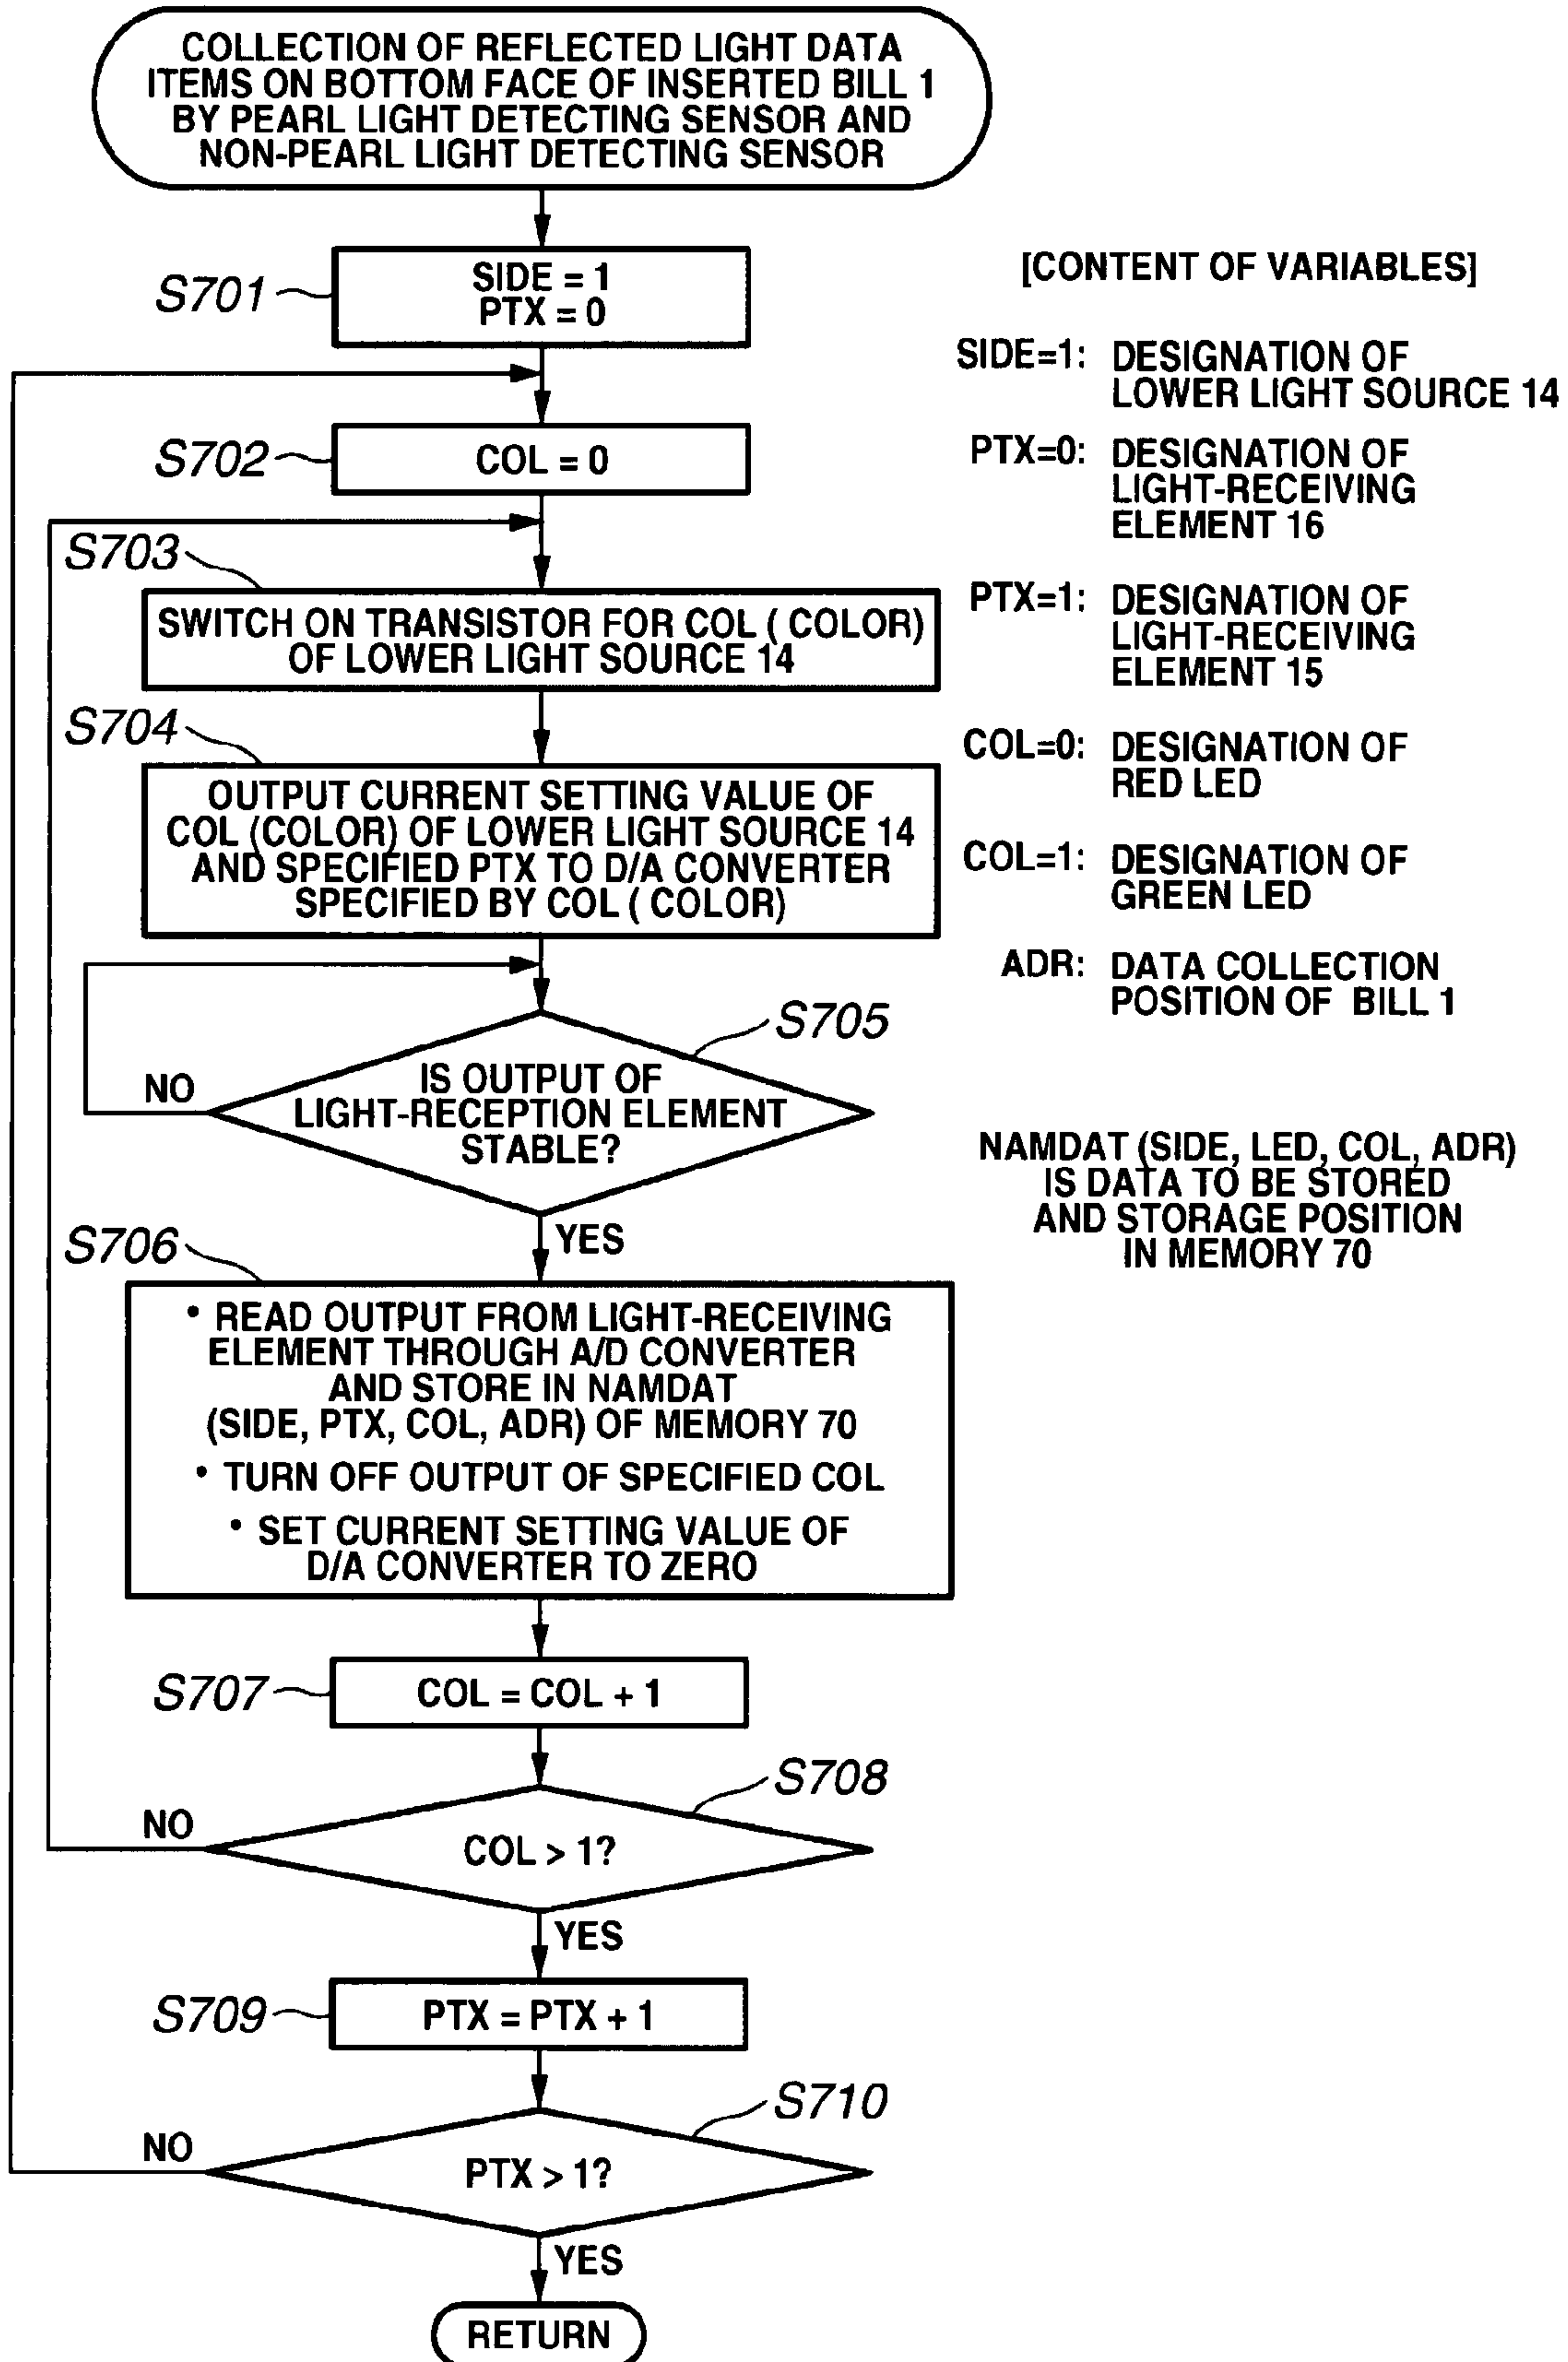 COLLECTION OF REFLECTED LIGHT DATA
ITEMS ON BOTTOM FACE OF INSERTED BILL 1
BY PEARL LIGHT DETECTING SENSOR AND
NON-PEARL LIGHT DETECTING SENSOR
S701
SIDE = 1
PTX = 0
S702
COL = 0
S703
SWITCH ON TRANSISTOR FOR COL ( COLOR)
OF LOWER LIGHT SOURCE 14
S704
OUTPUT CURRENT SETTING VALUE OF
COL (COLOR) OF LOWER LIGHT SOURCE 14
AND SPECIFIED PTX TO D/A CONVERTER
SPECIFIED BY COL ( COLOR)
S705
NO
IS OUTPUT OF
LIGHT-RECEPTION ELEMENT
STABLE?
YES
S706
• READ OUTPUT FROM LIGHT-RECEIVING
ELEMENT THROUGH A/D CONVERTER
AND STORE IN NAMDAT
(SIDE, PTX, COL, ADR) OF MEMORY 70
• TURN OFF OUTPUT OF SPECIFIED COL
• SET CURRENT SETTING VALUE OF
D/A CONVERTER TO ZERO
S707
COL = COL + 1
S708
NO
COL > 1?
YES
S709
PTX = PTX + 1
S710
NO
PTX > 1?
YES
RETURN
[CONTENT OF VARIABLES]
SIDE=1: DESIGNATION OF
LOWER LIGHT SOURCE 14
PTX=0: DESIGNATION OF
LIGHT-RECEIVING
ELEMENT 16
PTX=1: DESIGNATION OF
LIGHT-RECEIVING
ELEMENT 15
COL=0: DESIGNATION OF
RED LED
COL=1: DESIGNATION OF
GREEN LED
ADR: DATA COLLECTION
POSITION OF BILL 1
NAMDAT (SIDE, LED, COL, ADR)
IS DATA TO BE STORED
AND STORAGE POSITION
IN MEMORY 70